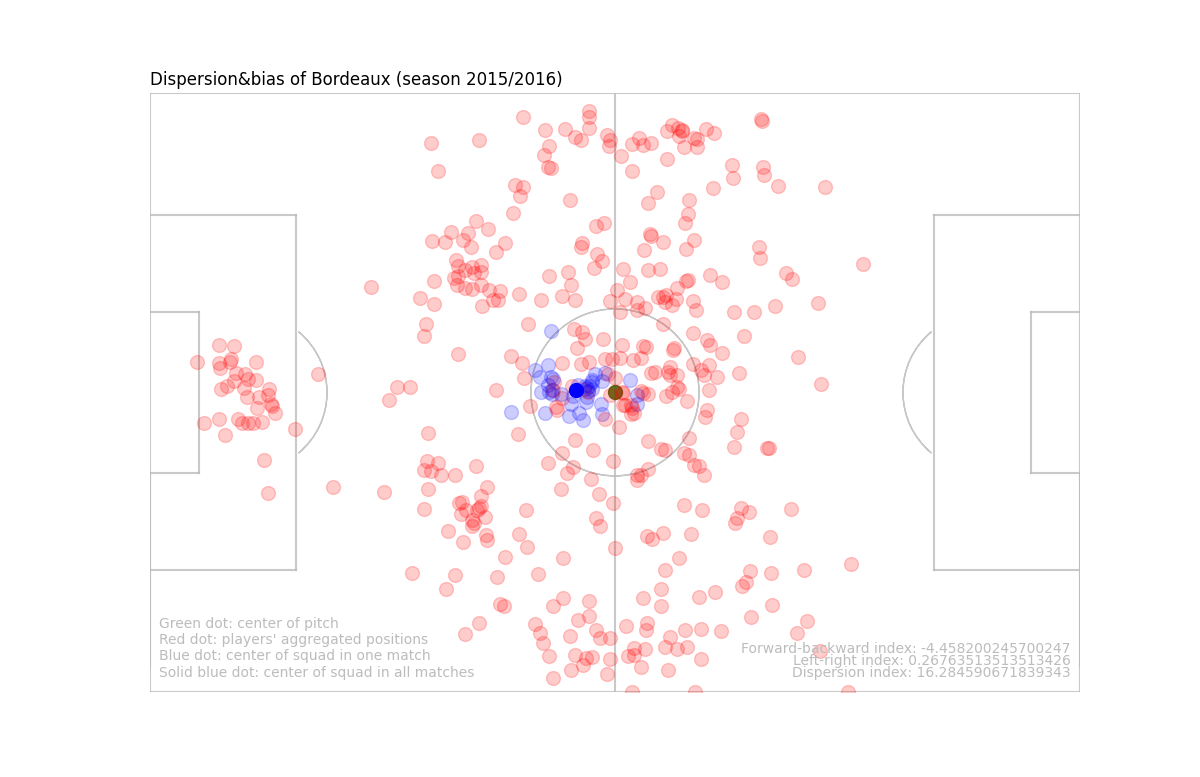 Dispersion&bias of Bordeaux (season 2015/2016)
Green dot: center of pitch
Red dot: players' aggregated positions
Blue dot: center of squad in one match
Solid blue dot: center of squad in all matches
Forward-backward index: -4.458200245700247
Left-right index: 0.26763513513513426
Dispersion index: 16.284590671839343